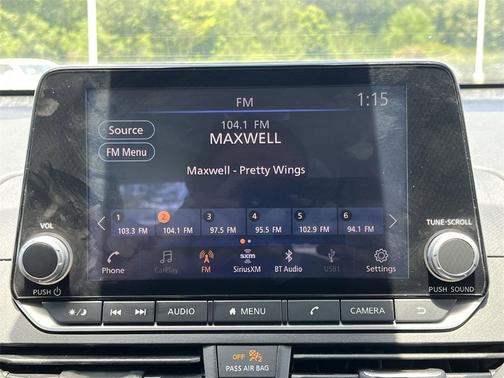 FM 1:15
104.1 FM
MAXWELL
Source
FM Menu
Maxwell - Pretty Wings
1 2 3 4 5 6
103.3 FM 104.1 FM 97.5 FM 95.5 FM 102.9 FM 94.1 FM
VOL
TUNE·SCROLL
Phone CarPlay FM sxm SiriusXM BT Audio USB1 Settings
PUSH
PUSH SOUND
AUDIO MENU CAMERA
OFF 2
PASS AIR BAG